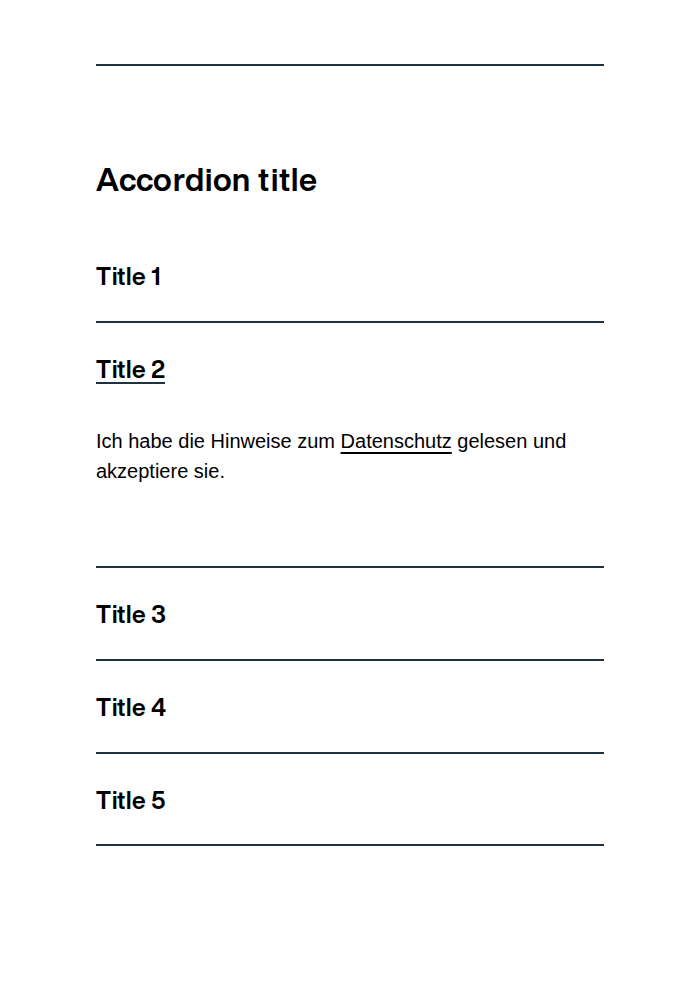 Accordion title
Title 1
Title 2
Ich habe die Hinweise zum Datenschutz gelesen und
akzeptiere sie.
Title 3
Title 4
Title 5